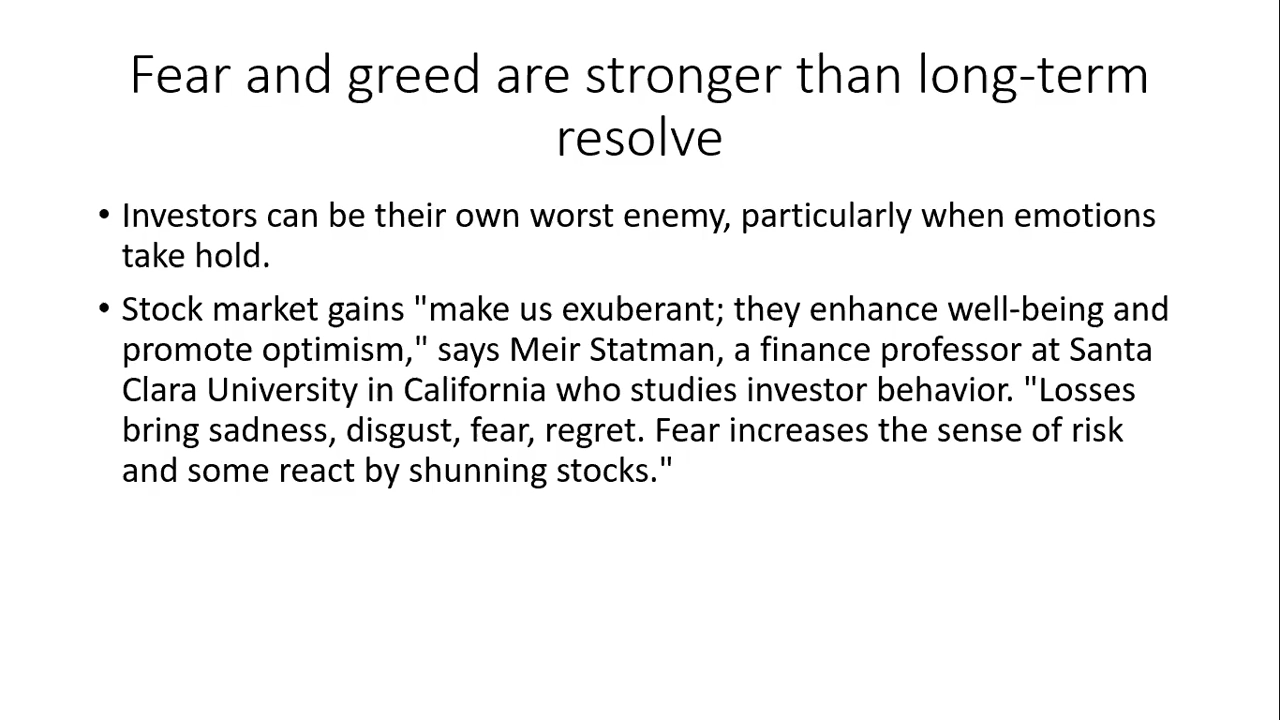 Fear and greed are stronger than long-term
resolve
• Investors can be their own worst enemy, particularly when emotions
take hold.
• Stock market gains "make us exuberant; they enhance well-being and
promote optimism," says Meir Statman, a finance professor at Santa
Clara University in California who studies investor behavior. "Losses
bring sadness, disgust, fear, regret. Fear increases the sense of risk
and some react by shunning stocks."